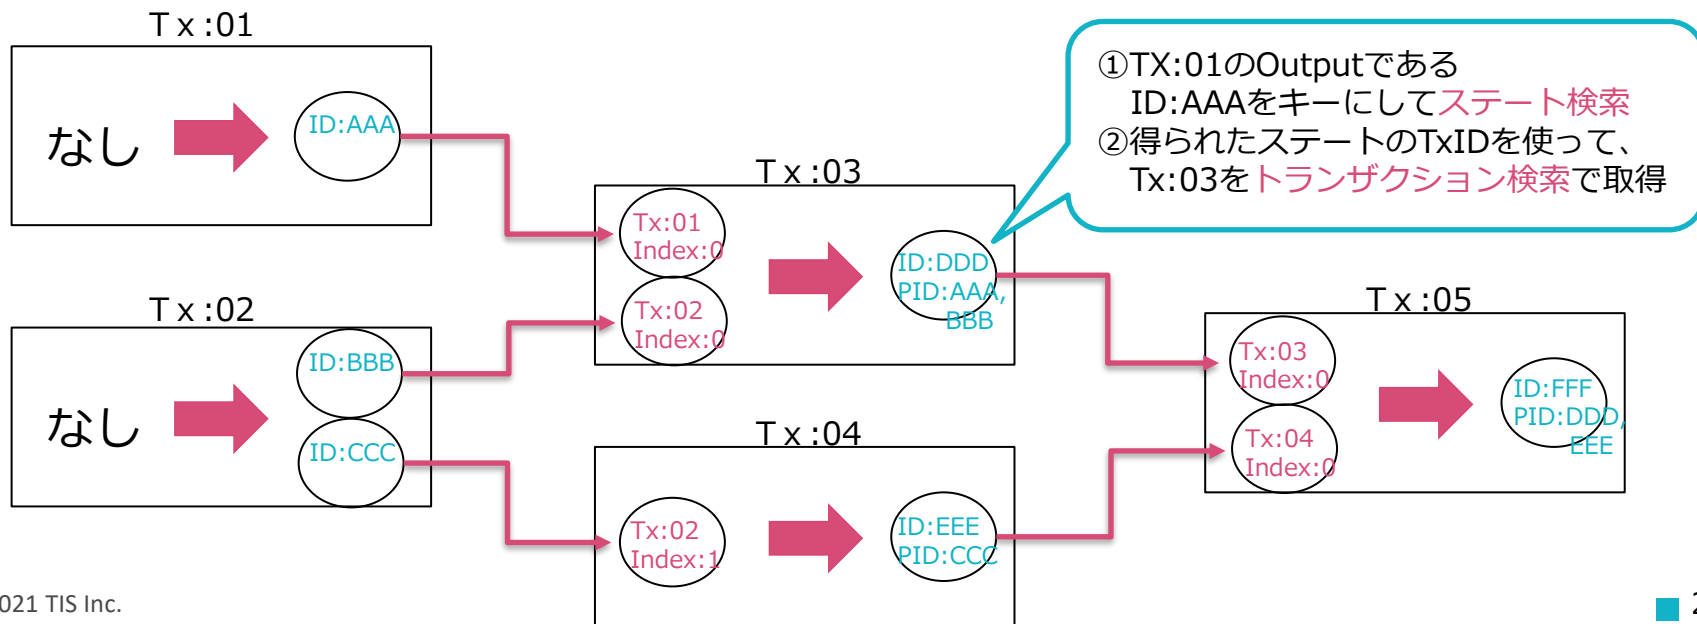 Ｔｘ:01
なし
ID:AAA
Ｔｘ:02
なし
ID:BBB
ID:CCC
Ｔｘ:03
Tx:01
Index:0
Tx:02
Index:0
ID:DDD
PID:AAA,
BBB
Ｔｘ:04
Tx:02
Index:1
ID:EEE
PID:CCC
①TX:01のOutputである
ID:AAAをキーにしてステート検索
②得られたステートのTxIDを使って、
Tx:03をトランザクション検索で取得
Ｔｘ:05
Tx:03
Index:0
Tx:04
Index:0
ID:FFF
PID:DDD,
EEE
021 TIS Inc.